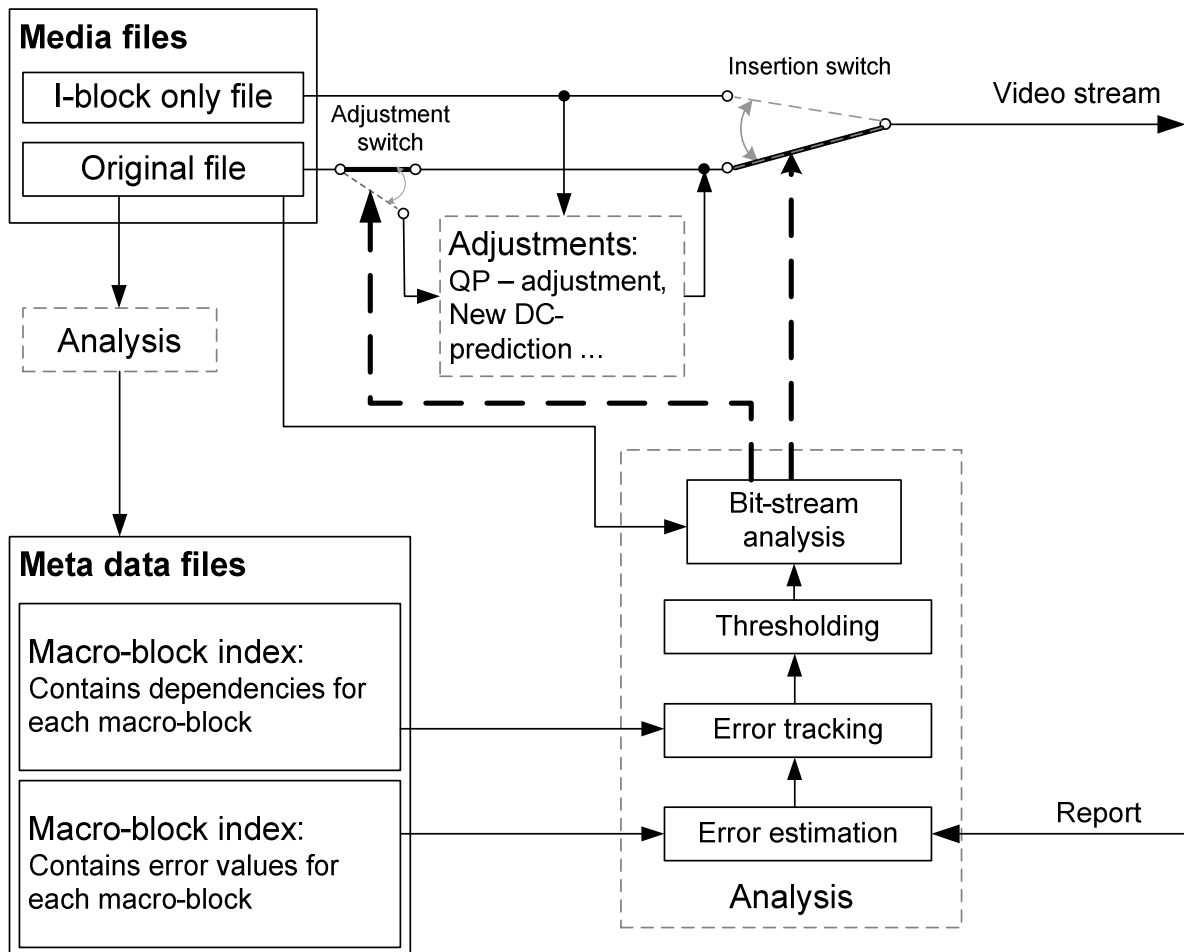 Media files
I-block only file
Original file
Adjustment
switch
Insertion switch
Video stream
Adjustments:
QP – adjustment,
New DC-
prediction ...
Analysis
Meta data files
Macro-block index:
Contains dependencies for
each macro-block
Macro-block index:
Contains error values for
each macro-block
Bit-stream
analysis
Thresholding
Error tracking
Error estimation
Analysis
Report